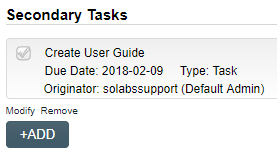 Secondary Tasks
Create User Guide
Due Date: 2018-02-09 Type: Task
Originator: solabssupport (Default Admin)
Modify Remove
+ADD